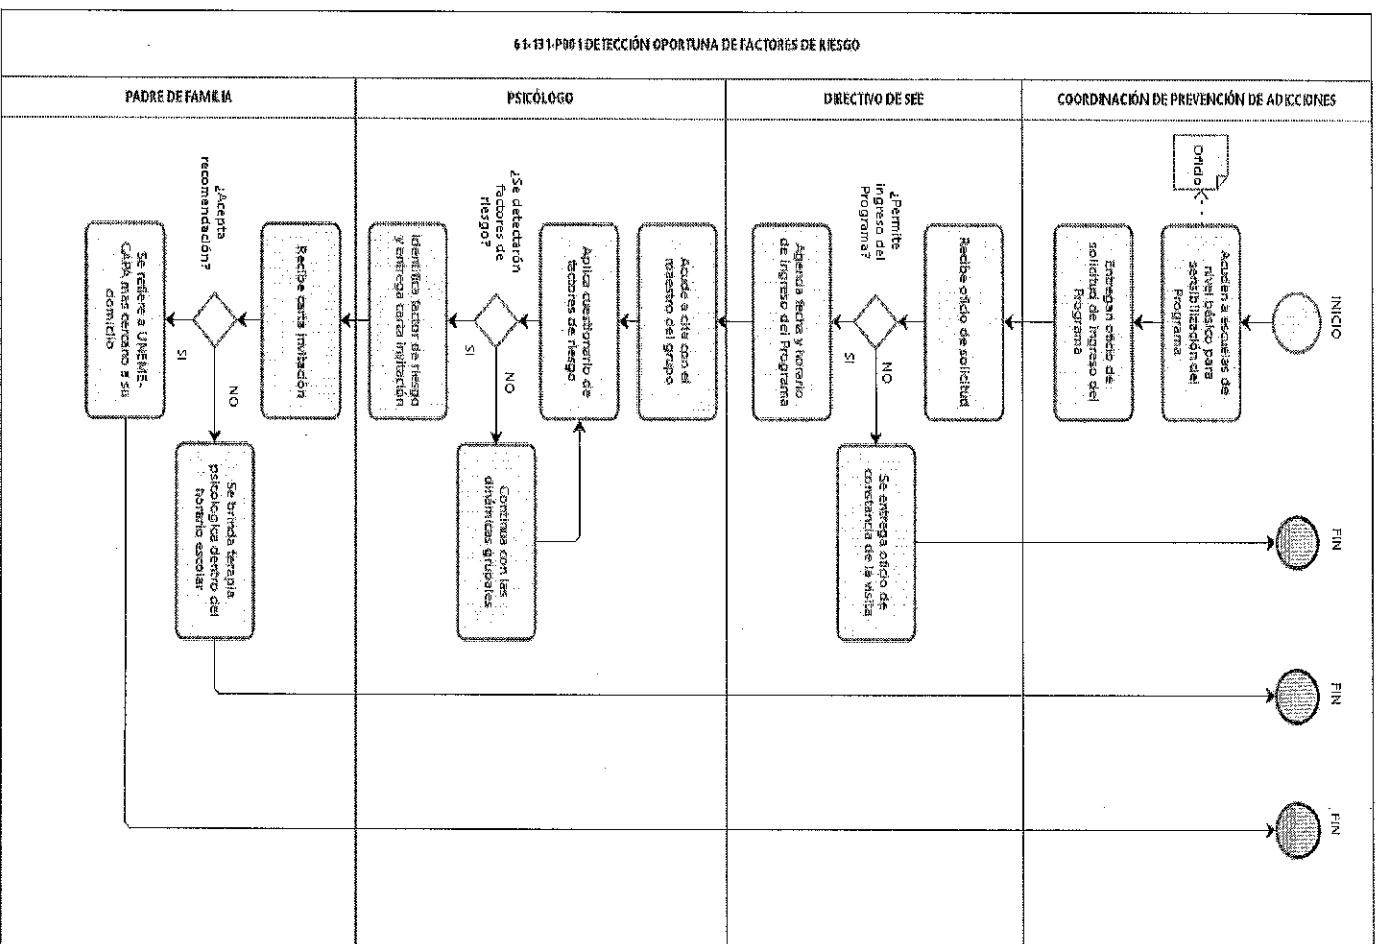 61-131-P001 DETECCIÓN OPORTUNA DE FACTORES DE RIESGO
PADRE DE FAMILIA
PSICÓLOGO
DIRECTIVO DE SEE
COORDINACIÓN DE PREVENCIÓN DE ADICCIONES
INICIO
Acuden a escuelas de
nivel básico para
sensibilización del
Programa
Oficio
Entregan oficio de
solicitud de ingreso del
Programa
Recibe oficio de solicitud
¿Permite
ingreso del
Programa?
NO
SI
Se entrega oficio de
constancia de la visita
FIN
Agenda fecha y horario
de ingreso del Programa
Acude a cita con el
maestro del grupo
Aplica cuestionario de
factores de riesgo
¿Se detectarón
factores de
riesgo?
NO
SI
Continua con las
dinámicas grupales
Identifica factor de riesgo
y entrega carta invitación
Recibe carta invitación
¿Acepta
recomendación?
NO
SI
Se brinda terapia
psicologica dentro del
horario escolar
FIN
Se refiere a UNEME-
CAPA más cercano a su
domicilio
FIN